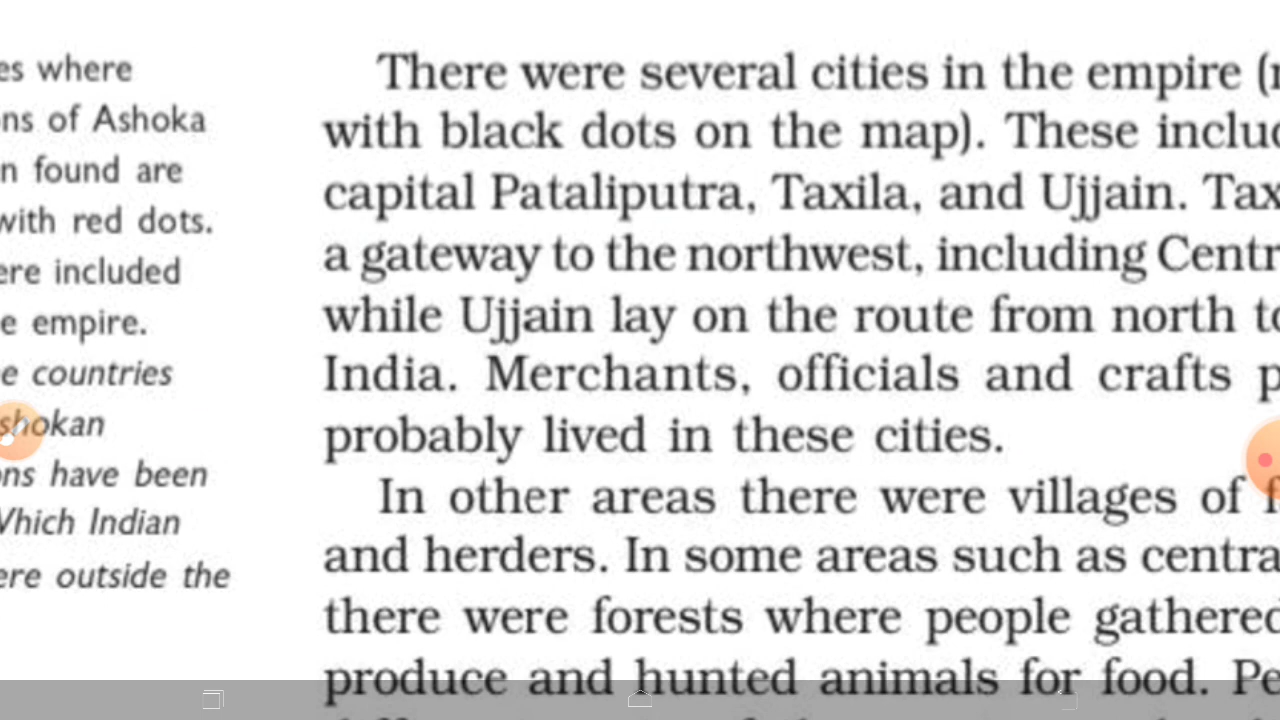 es where
ns of Ashoka
n found are
with red dots.
ere included
e empire.
e countries
shokan
ons have been
Which Indian
ere outside the
There were several cities in the empire (
with black dots on the map). These includ
capital Pataliputra, Taxila, and Ujjain. Tax
a gateway to the northwest, including Centr
while Ujjain lay on the route from north to
India. Merchants, officials and crafts p
probably lived in these cities.
In other areas there were villages of f
and herders. In some areas such as centra
there were forests where people gathered
produce and hunted animals for food. Pe